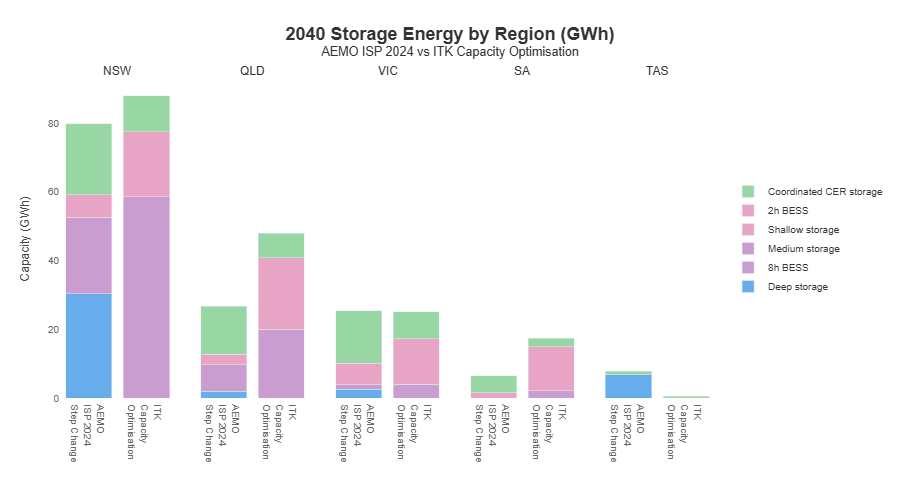 2040 Storage Energy by Region (GWh)
AEMO ISP 2024 vs ITK Capacity Optimisation
NSW
QLD
VIC
SA
TAS
Capacity (GWh)
80
60
40
20
0
AEMO
ISP 2024
Step Change
ITK
Capacity
Optimisation
AEMO
ISP 2024
Step Change
ITK
Capacity
Optimisation
AEMO
ISP 2024
Step Change
ITK
Capacity
Optimisation
AEMO
ISP 2024
Step Change
ITK
Capacity
Optimisation
AEMO
ISP 2024
Step Change
ITK
Capacity
Optimisation
Coordinated CER storage
2h BESS
Shallow storage
Medium storage
8h BESS
Deep storage